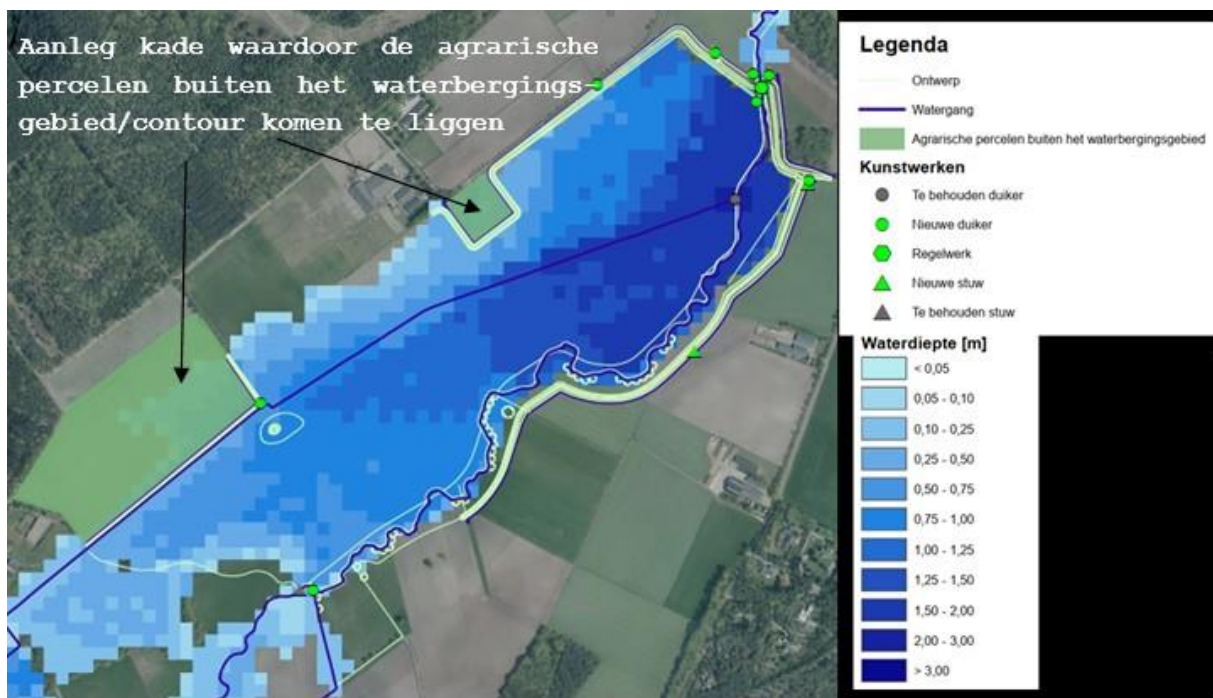 Aanleg kade waardoor de agrarische
percelen buiten het waterbergings-
gebied/contour komen te liggen
Legenda
Ontwerp
Watergang
Agrarische percelen buiten het waterbergingsgebied
Kunstwerken
Te behouden duiker
Nieuwe duiker
Regelwerk
Nieuwe stuw
Te behouden stuw
Waterdiepte [m]
< 0,05
0,05 - 0,10
0,10 - 0,25
0,25 - 0,50
0,50 - 0,75
0,75 - 1,00
1,00 - 1,25
1,25 - 1,50
1,50 - 2,00
2,00 - 3,00
> 3,00